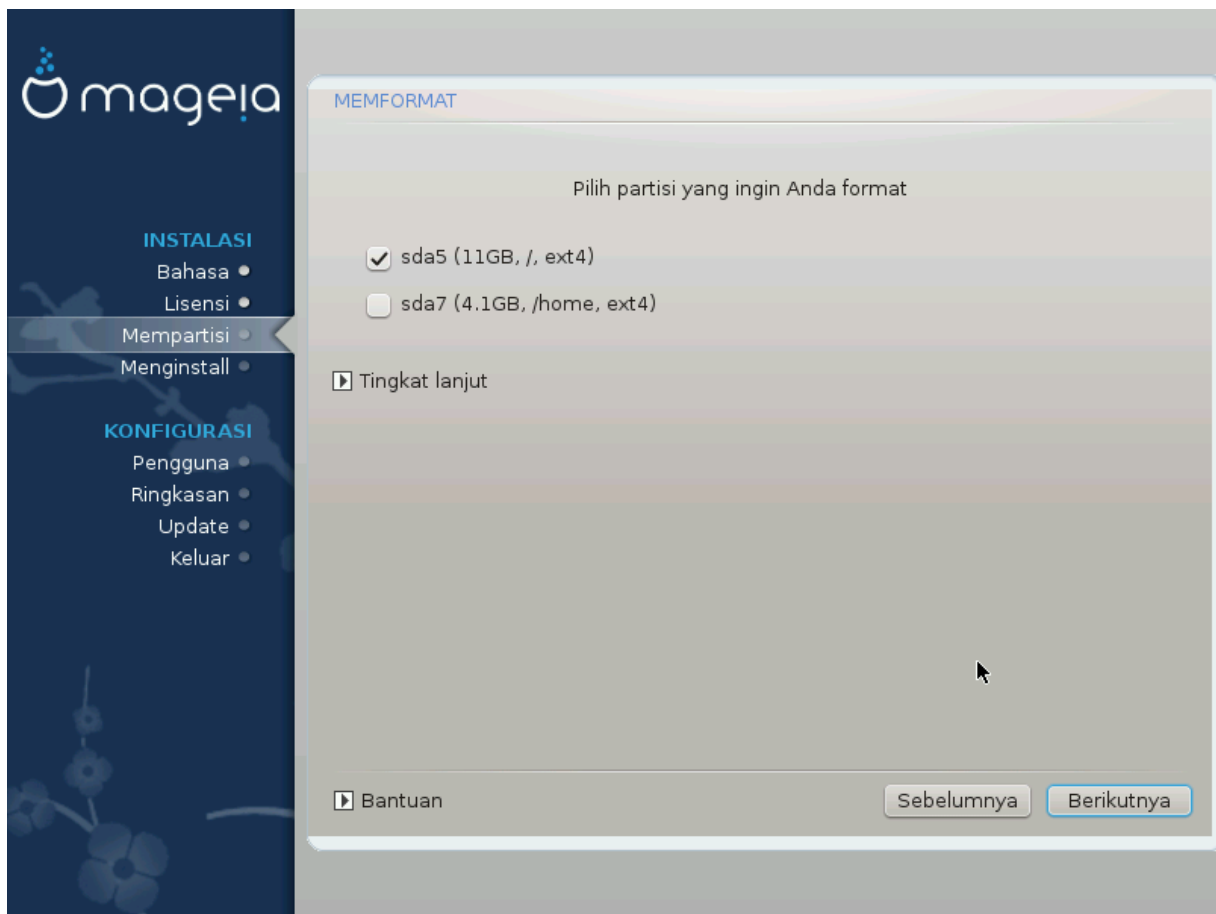 mageia
INSTALASI
Bahasa
Lisensi
Mempartisi
Menginstall
KONFIGURASI
Pengguna
Ringkasan
Update
Keluar
MEMFORMAT
Pilih partisi yang ingin Anda format
sda5 (11GB, /, ext4)
sda7 (4.1GB, /home, ext4)
Tingkat lanjut
Bantuan
Sebelumnya
Berikutnya